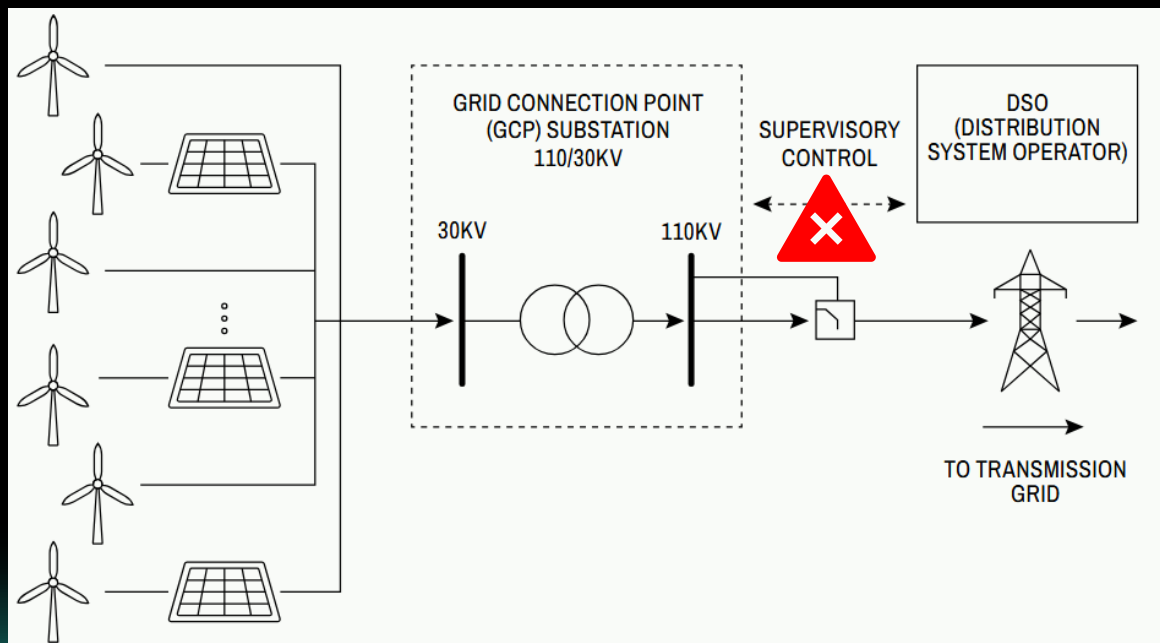 GRID CONNECTION POINT
(GCP) SUBSTATION
110/30KV
SUPERVISORY
CONTROL
DSO
(DISTRIBUTION
SYSTEM OPERATOR)
30KV
110KV
TO TRANSMISSION
GRID